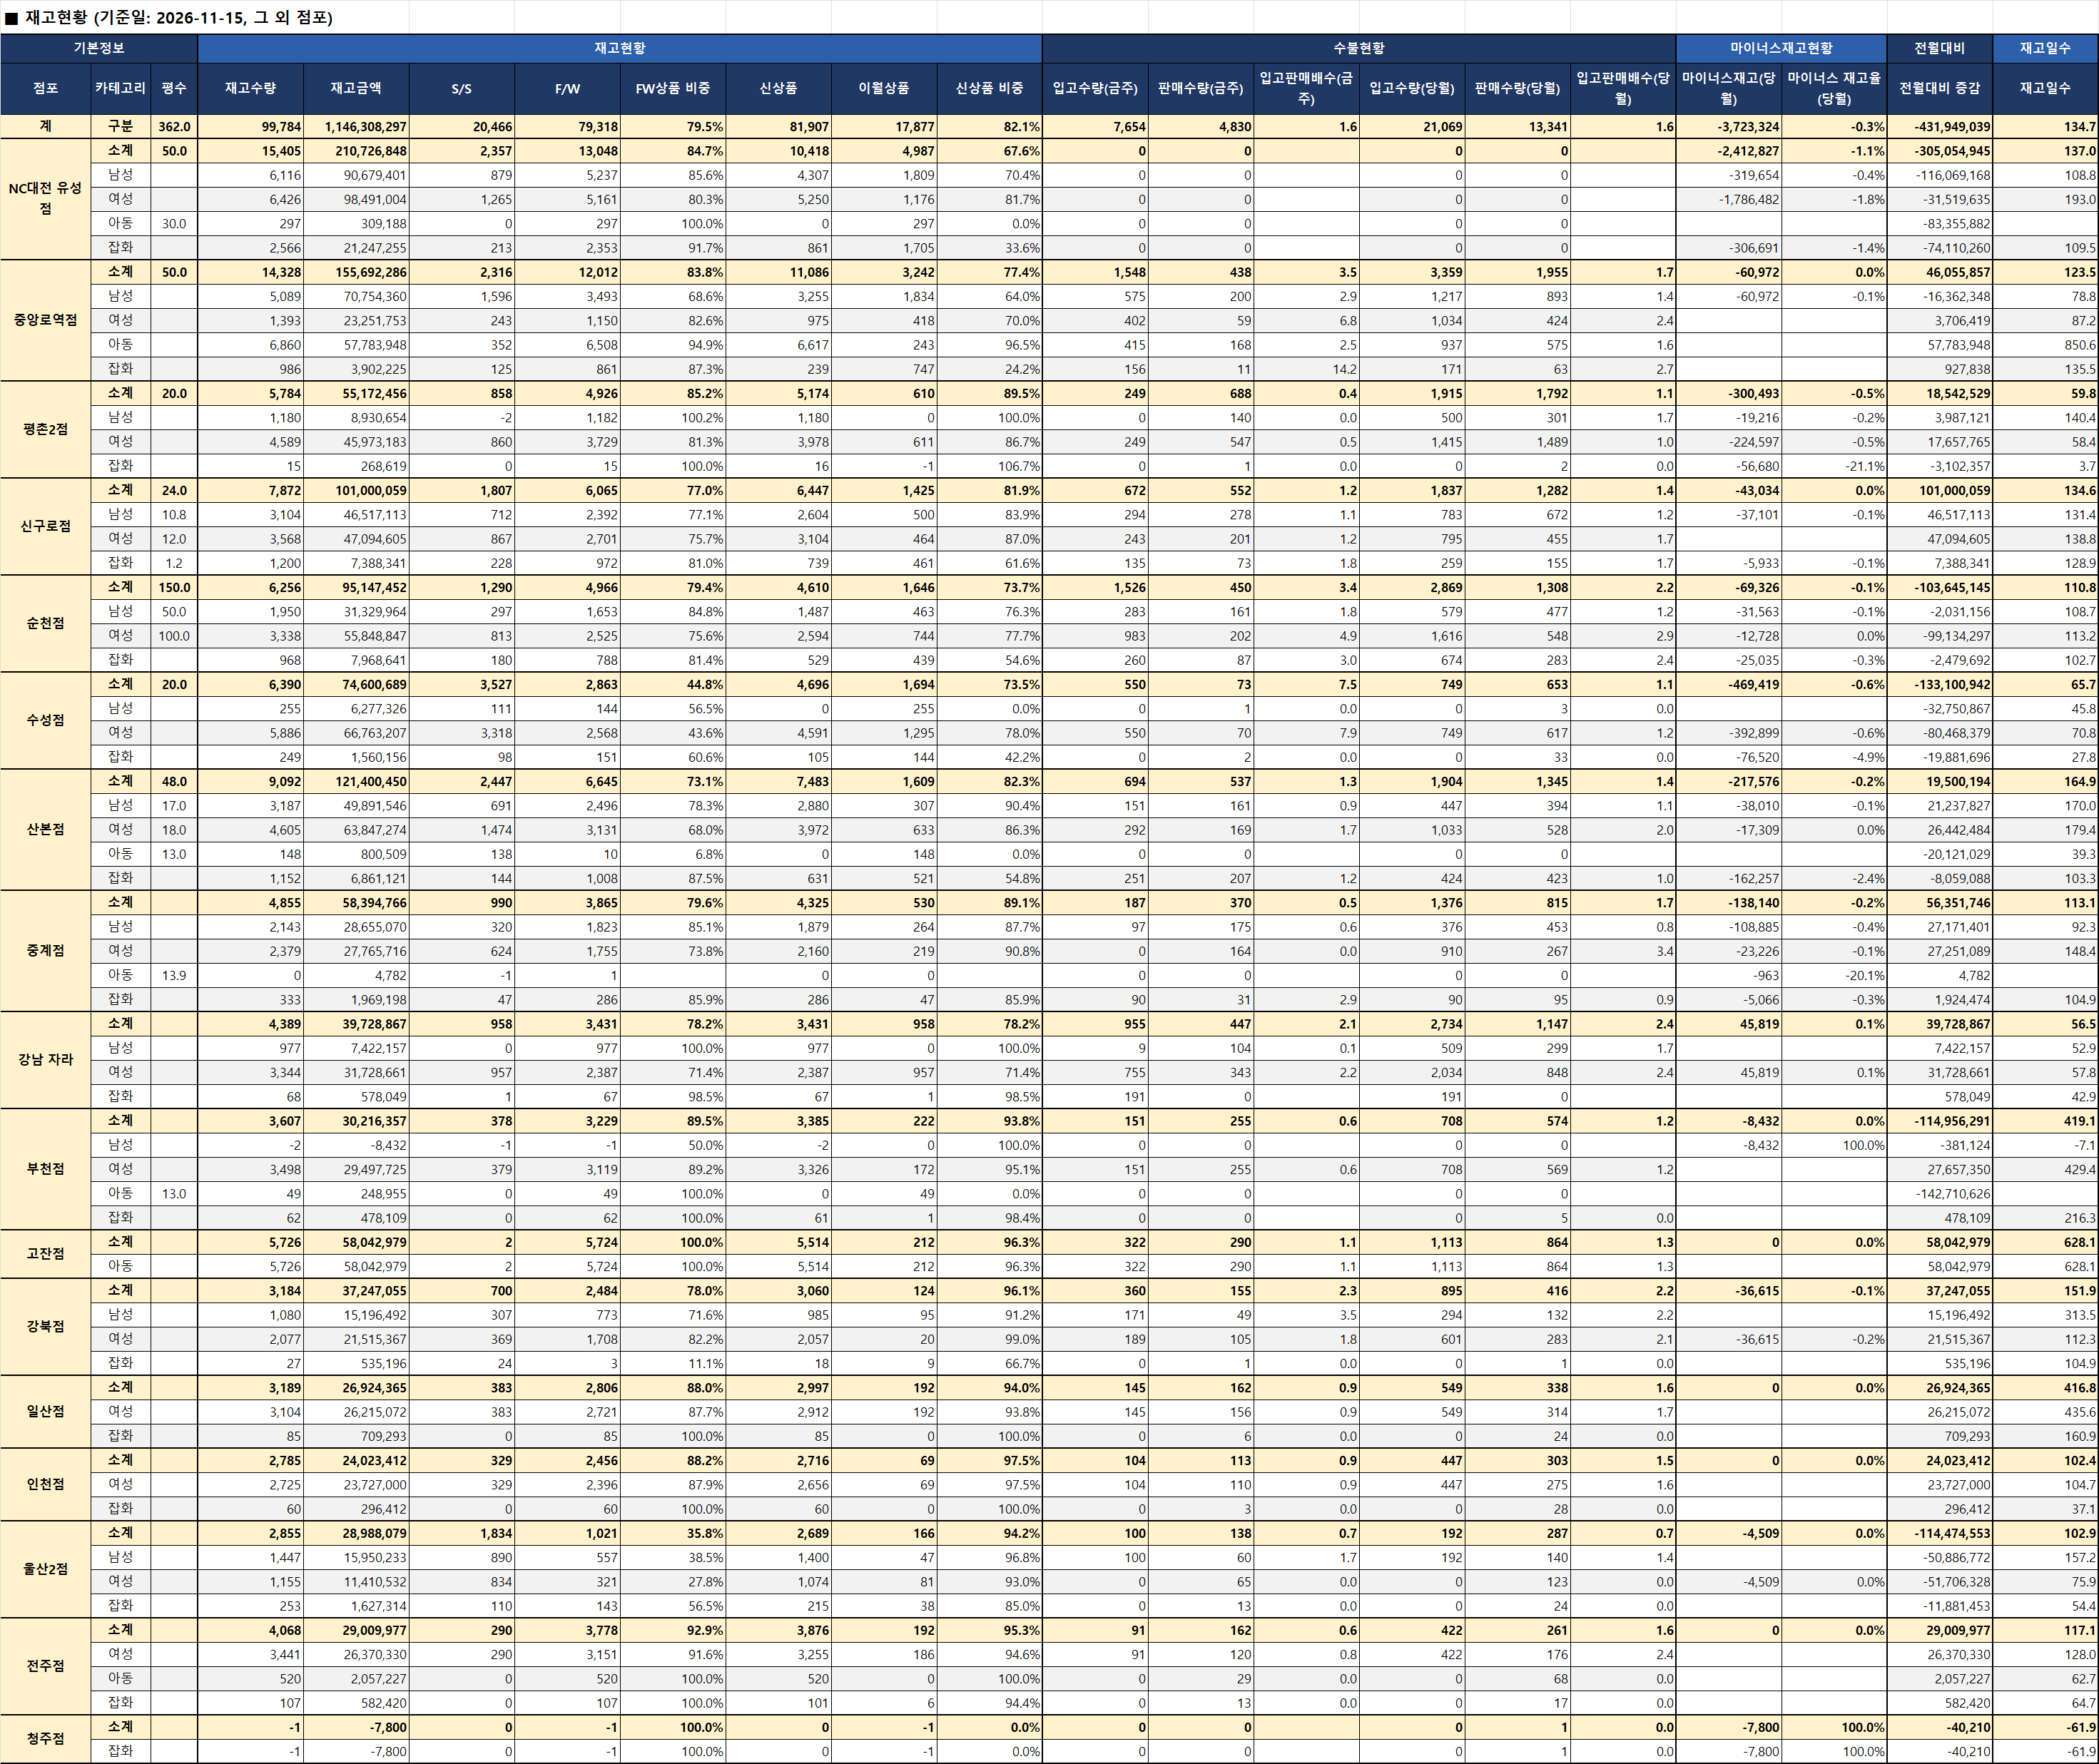 ■ 재고현황 (기준일: 2026-11-15, 그 외 점포)
기본정보 재고현황 수불현황 마이너스재고현황 전월대비 재고일수
점포 카테고리 평수 재고수량 재고금액 S/S F/W FW상품 비중 신상품 이월상품 신상품 비중 입고수량(금주) 판매수량(금주) 입고판매배수(금주) 입고수량(당월) 판매수량(당월) 입고판매배수(당월) 마이너스재고(당월) 마이너스 재고율(당월) 전월대비 증감 재고일수
계 구분 362.0 99,784 1,146,308,297 20,466 79,318 79.5% 81,907 17,877 82.1% 7,654 4,830 1.6 21,069 13,341 1.6 -3,723,324 -0.3% -431,949,039 134.7
NC대전 유성점 소계 50.0 15,405 210,726,848 2,357 13,048 84.7% 10,418 4,987 67.6% 0 0 0 0 -2,412,827 -1.1% -305,054,945 137.0
남성 6,116 90,679,401 879 5,237 85.6% 4,307 1,809 70.4% 0 0 0 0 -319,654 -0.4% -116,069,168 108.8
여성 6,426 98,491,004 1,265 5,161 80.3% 5,250 1,176 81.7% 0 0 0 0 -1,786,482 -1.8% -31,519,635 193.0
아동 30.0 297 309,188 0 297 100.0% 0 297 0.0% 0 0 0 0 -83,355,882
잡화 2,566 21,247,255 213 2,353 91.7% 861 1,705 33.6% 0 0 0 0 -306,691 -1.4% -74,110,260 109.5
중앙로역점 소계 50.0 14,328 155,692,286 2,316 12,012 83.8% 11,086 3,242 77.4% 1,548 438 3.5 3,359 1,955 1.7 -60,972 0.0% 46,055,857 123.5
남성 5,089 70,754,360 1,596 3,493 68.6% 3,255 1,834 64.0% 575 200 2.9 1,217 893 1.4 -60,972 -0.1% -16,362,348 78.8
여성 1,393 23,251,753 243 1,150 82.6% 975 418 70.0% 402 59 6.8 1,034 424 2.4 3,706,419 87.2
아동 6,860 57,783,948 352 6,508 94.9% 6,617 243 96.5% 415 168 2.5 937 575 1.6 57,783,948 850.6
잡화 986 3,902,225 125 861 87.3% 239 747 24.2% 156 11 14.2 171 63 2.7 927,838 135.5
평촌2점 소계 20.0 5,784 55,172,456 858 4,926 85.2% 5,174 610 89.5% 249 688 0.4 1,915 1,792 1.1 -300,493 -0.5% 18,542,529 59.8
남성 1,180 8,930,654 -2 1,182 100.2% 1,180 0 100.0% 0 140 0.0 500 301 1.7 -19,216 -0.2% 3,987,121 140.4
여성 4,589 45,973,183 860 3,729 81.3% 3,978 611 86.7% 249 547 0.5 1,415 1,489 1.0 -224,597 -0.5% 17,657,765 58.4
잡화 15 268,619 0 15 100.0% 16 -1 106.7% 0 1 0.0 0 2 0.0 -56,680 -21.1% -3,102,357 3.7
신구로점 소계 24.0 7,872 101,000,059 1,807 6,065 77.0% 6,447 1,425 81.9% 672 552 1.2 1,837 1,282 1.4 -43,034 0.0% 101,000,059 134.6
남성 10.8 3,104 46,517,113 712 2,392 77.1% 2,604 500 83.9% 294 278 1.1 783 672 1.2 -37,101 -0.1% 46,517,113 131.4
여성 12.0 3,568 47,094,605 867 2,701 75.7% 3,104 464 87.0% 243 201 1.2 795 455 1.7 47,094,605 138.8
잡화 1.2 1,200 7,388,341 228 972 81.0% 739 461 61.6% 135 73 1.8 259 155 1.7 -5,933 -0.1% 7,388,341 128.9
순천점 소계 150.0 6,256 95,147,452 1,290 4,966 79.4% 4,610 1,646 73.7% 1,526 450 3.4 2,869 1,308 2.2 -69,326 -0.1% -103,645,145 110.8
남성 50.0 1,950 31,329,964 297 1,653 84.8% 1,487 463 76.3% 283 161 1.8 579 477 1.2 -31,563 -0.1% -2,031,156 108.7
여성 100.0 3,338 55,848,847 813 2,525 75.6% 2,594 744 77.7% 983 202 4.9 1,616 548 2.9 -12,728 0.0% -99,134,297 113.2
잡화 968 7,968,641 180 788 81.4% 529 439 54.6% 260 87 3.0 674 283 2.4 -25,035 -0.3% -2,479,692 102.7
수성점 소계 20.0 6,390 74,600,689 3,527 2,863 44.8% 4,696 1,694 73.5% 550 73 7.5 749 653 1.1 -469,419 -0.6% -133,100,942 65.7
남성 255 6,277,326 111 144 56.5% 0 255 0.0% 0 1 0.0 0 3 0.0 -32,750,867 45.8
여성 5,886 66,763,207 3,318 2,568 43.6% 4,591 1,295 78.0% 550 70 7.9 749 617 1.2 -392,899 -0.6% -80,468,379 70.8
잡화 249 1,560,156 98 151 60.6% 105 144 42.2% 0 2 0.0 0 33 0.0 -76,520 -4.9% -19,881,696 27.8
산본점 소계 48.0 9,092 121,400,450 2,447 6,645 73.1% 7,483 1,609 82.3% 694 537 1.3 1,904 1,345 1.4 -217,576 -0.2% 19,500,194 164.9
남성 17.0 3,187 49,891,546 691 2,496 78.3% 2,880 307 90.4% 151 161 0.9 447 394 1.1 -38,010 -0.1% 21,237,827 170.0
여성 18.0 4,605 63,847,274 1,474 3,131 68.0% 3,972 633 86.3% 292 169 1.7 1,033 528 2.0 -17,309 0.0% 26,442,484 179.4
아동 13.0 148 800,509 138 10 6.8% 0 148 0.0% 0 0 0 0 -20,121,029 39.3
잡화 1,152 6,861,121 144 1,008 87.5% 631 521 54.8% 251 207 1.2 424 423 1.0 -162,257 -2.4% -8,059,088 103.3
중계점 소계 4,855 58,394,766 990 3,865 79.6% 4,325 530 89.1% 187 370 0.5 1,376 815 1.7 -138,140 -0.2% 56,351,746 113.1
남성 2,143 28,655,070 320 1,823 85.1% 1,879 264 87.7% 97 175 0.6 376 453 0.8 -108,885 -0.4% 27,171,401 92.3
여성 2,379 27,765,716 624 1,755 73.8% 2,160 219 90.8% 0 164 0.0 910 267 3.4 -23,226 -0.1% 27,251,089 148.4
아동 13.9 0 4,782 -1 1 0 0 0 0 0 0 -963 -20.1% 4,782
잡화 333 1,969,198 47 286 85.9% 286 47 85.9% 90 31 2.9 90 95 0.9 -5,066 -0.3% 1,924,474 104.9
강남 자라 소계 4,389 39,728,867 958 3,431 78.2% 3,431 958 78.2% 955 447 2.1 2,734 1,147 2.4 45,819 0.1% 39,728,867 56.5
남성 977 7,422,157 0 977 100.0% 977 0 100.0% 9 104 0.1 509 299 1.7 7,422,157 52.9
여성 3,344 31,728,661 957 2,387 71.4% 2,387 957 71.4% 755 343 2.2 2,034 848 2.4 45,819 0.1% 31,728,661 57.8
잡화 68 578,049 1 67 98.5% 67 1 98.5% 191 0 191 0 578,049 42.9
부천점 소계 3,607 30,216,357 378 3,229 89.5% 3,385 222 93.8% 151 255 0.6 708 574 1.2 -8,432 0.0% -114,956,291 419.1
남성 -2 -8,432 -1 -1 50.0% -2 0 100.0% 0 0 0 0 -8,432 100.0% -381,124 -7.1
여성 3,498 29,497,725 379 3,119 89.2% 3,326 172 95.1% 151 255 0.6 708 569 1.2 27,657,350 429.4
아동 13.0 49 248,955 0 49 100.0% 0 49 0.0% 0 0 0 0 -142,710,626
잡화 62 478,109 0 62 100.0% 61 1 98.4% 0 0 0 5 0.0 478,109 216.3
고잔점 소계 5,726 58,042,979 2 5,724 100.0% 5,514 212 96.3% 322 290 1.1 1,113 864 1.3 0 0.0% 58,042,979 628.1
아동 5,726 58,042,979 2 5,724 100.0% 5,514 212 96.3% 322 290 1.1 1,113 864 1.3 58,042,979 628.1
강북점 소계 3,184 37,247,055 700 2,484 78.0% 3,060 124 96.1% 360 155 2.3 895 416 2.2 -36,615 -0.1% 37,247,055 151.9
남성 1,080 15,196,492 307 773 71.6% 985 95 91.2% 171 49 3.5 294 132 2.2 15,196,492 313.5
여성 2,077 21,515,367 369 1,708 82.2% 2,057 20 99.0% 189 105 1.8 601 283 2.1 -36,615 -0.2% 21,515,367 112.3
잡화 27 535,196 24 3 11.1% 18 9 66.7% 0 1 0.0 0 1 0.0 535,196 104.9
일산점 소계 3,189 26,924,365 383 2,806 88.0% 2,997 192 94.0% 145 162 0.9 549 338 1.6 0 0.0% 26,924,365 416.8
여성 3,104 26,215,072 383 2,721 87.7% 2,912 192 93.8% 145 156 0.9 549 314 1.7 26,215,072 435.6
잡화 85 709,293 0 85 100.0% 85 0 100.0% 0 6 0.0 0 24 0.0 709,293 160.9
인천점 소계 2,785 24,023,412 329 2,456 88.2% 2,716 69 97.5% 104 113 0.9 447 303 1.5 0 0.0% 24,023,412 102.4
여성 2,725 23,727,000 329 2,396 87.9% 2,656 69 97.5% 104 110 0.9 447 275 1.6 23,727,000 104.7
잡화 60 296,412 0 60 100.0% 60 0 100.0% 0 3 0.0 0 28 0.0 296,412 37.1
울산2점 소계 2,855 28,988,079 1,834 1,021 35.8% 2,689 166 94.2% 100 138 0.7 192 287 0.7 -4,509 0.0% -114,474,553 102.9
남성 1,447 15,950,233 890 557 38.5% 1,400 47 96.8% 100 60 1.7 192 140 1.4 -50,886,772 157.2
여성 1,155 11,410,532 834 321 27.8% 1,074 81 93.0% 0 65 0.0 0 123 0.0 -4,509 0.0% -51,706,328 75.9
잡화 253 1,627,314 110 143 56.5% 215 38 85.0% 0 13 0.0 0 24 0.0 -11,881,453 54.4
전주점 소계 4,068 29,009,977 290 3,778 92.9% 3,876 192 95.3% 91 162 0.6 422 261 1.6 0 0.0% 29,009,977 117.1
여성 3,441 26,370,330 290 3,151 91.6% 3,255 186 94.6% 91 120 0.8 422 176 2.4 26,370,330 128.0
아동 520 2,057,227 0 520 100.0% 520 0 100.0% 0 29 0.0 0 68 0.0 2,057,227 62.7
잡화 107 582,420 0 107 100.0% 101 6 94.4% 0 13 0.0 0 17 0.0 582,420 64.7
청주점 소계 -1 -7,800 0 -1 100.0% 0 -1 0.0% 0 0 0 1 0.0 -7,800 100.0% -40,210 -61.9
잡화 -1 -7,800 0 -1 100.0% 0 -1 0.0% 0 0 0 1 0.0 -7,800 100.0% -40,210 -61.9